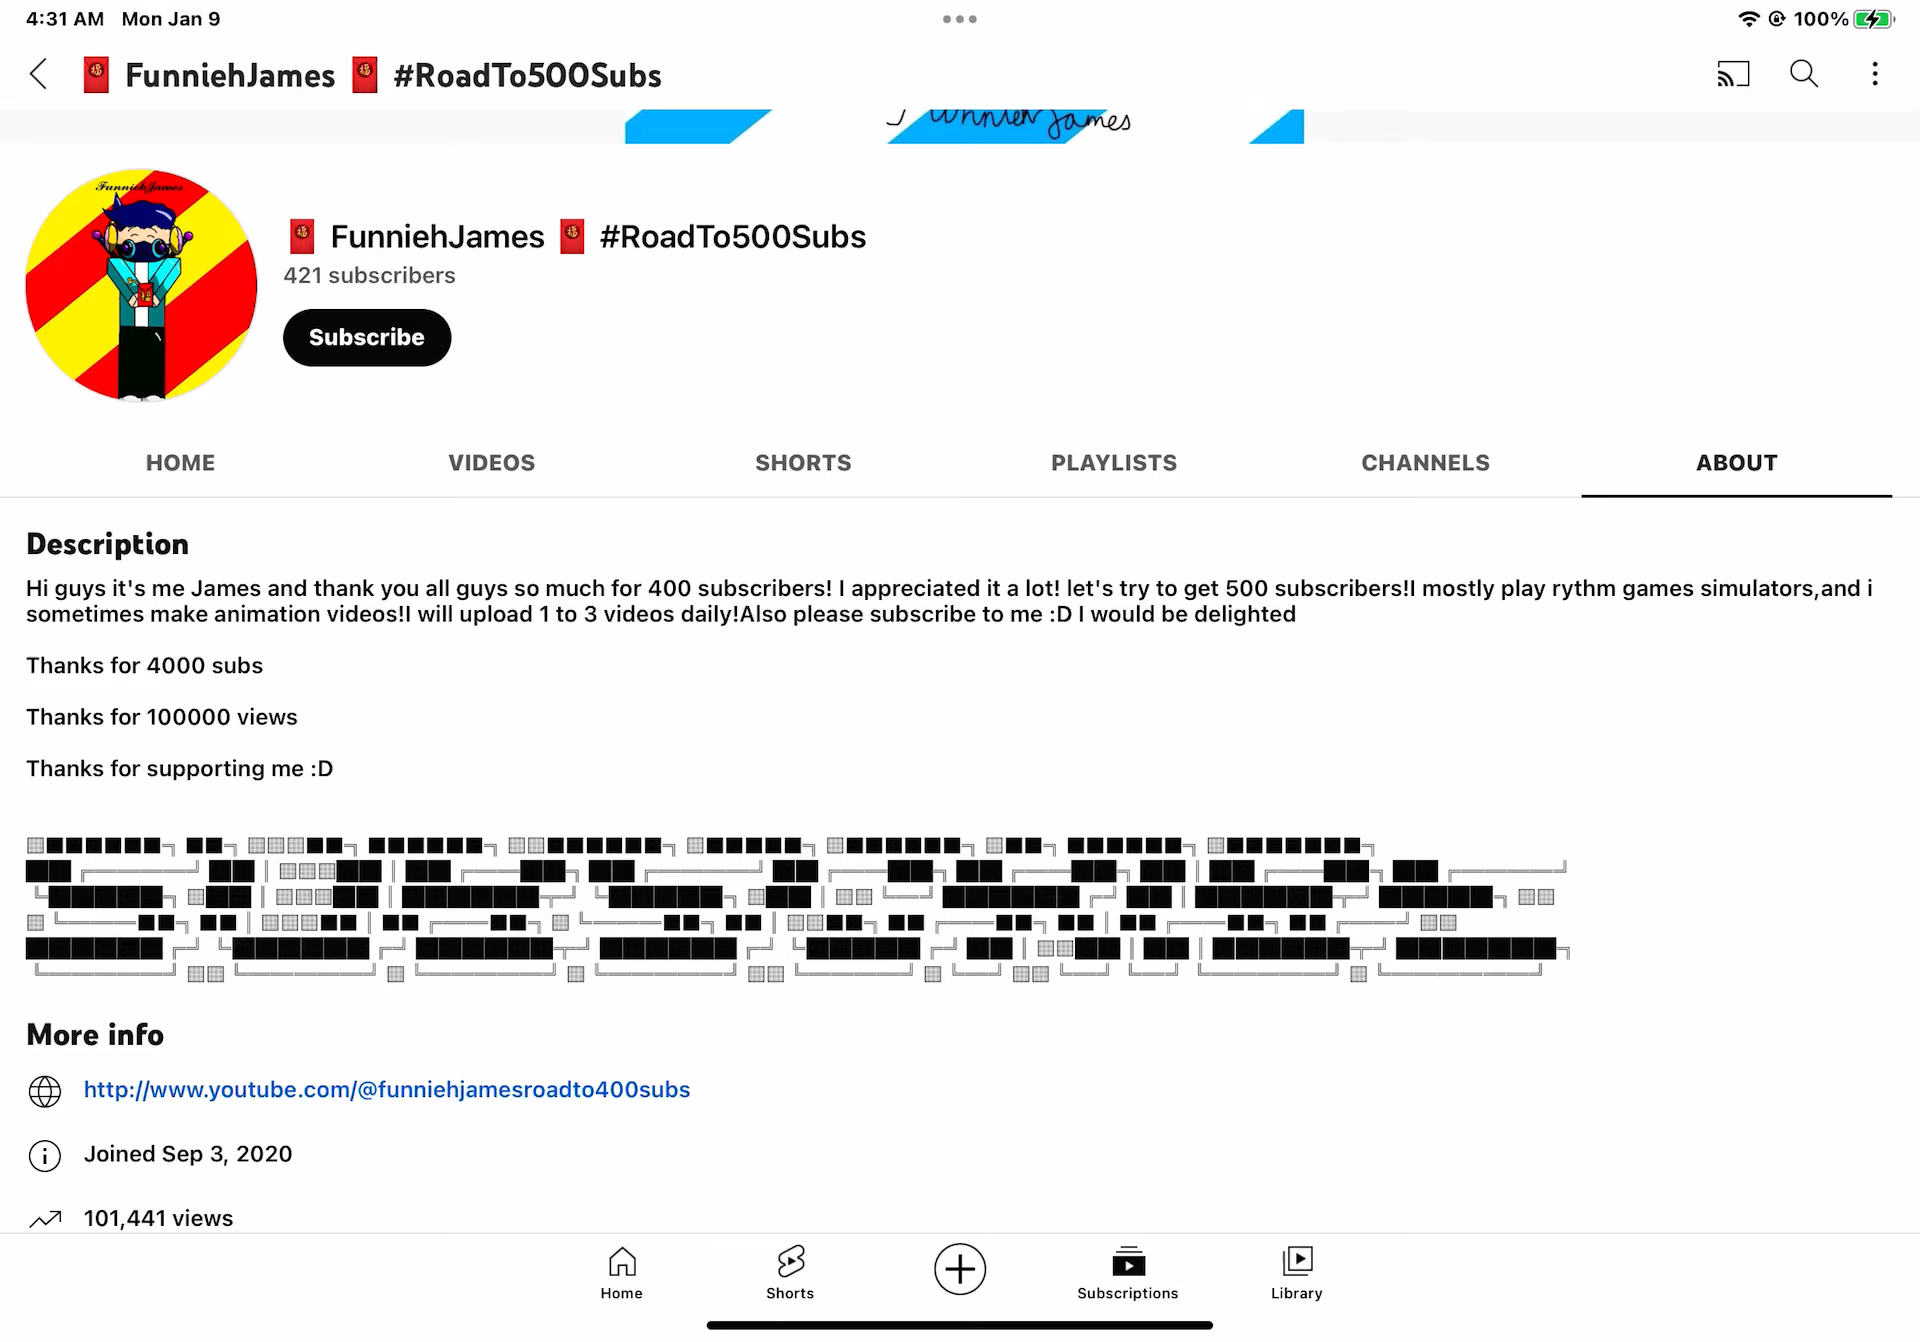 4:31 AM Mon Jan 9
100%
FunniehJames #RoadTo500Subs
FunniehJames
FunniehJames
FunniehJames #RoadTo500Subs
421 subscribers
Subscribe
HOME VIDEOS SHORTS PLAYLISTS CHANNELS ABOUT
Description
Hi guys it's me James and thank you all guys so much for 400 subscribers! I appreciated it a lot! let's try to get 500 subscribers!I mostly play rythm games simulators,and i
sometimes make animation videos!I will upload 1 to 3 videos daily!Also please subscribe to me :D I would be delighted
Thanks for 4000 subs
Thanks for 100000 views
Thanks for supporting me :D
More info
http://www.youtube.com/@funniehjamesroadto400subs
Joined Sep 3, 2020
101,441 views
Home Shorts Subscriptions Library